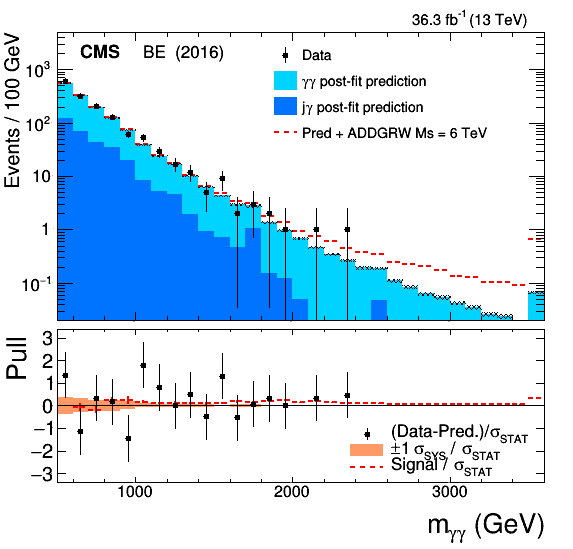 36.3 fb⁻¹ (13 TeV)
CMS BE (2016)
Data
γγ post-fit prediction
jγ post-fit prediction
Pred + ADDGRW Ms = 6 TeV
Events / 100 GeV
10³
10²
10
1
10⁻¹
Pull
3
2
1
0
−1
−2
−3
(Data-Pred.)/σSTAT
±1 σSYS / σSTAT
Signal / σSTAT
1000 2000 3000
mγγ (GeV)